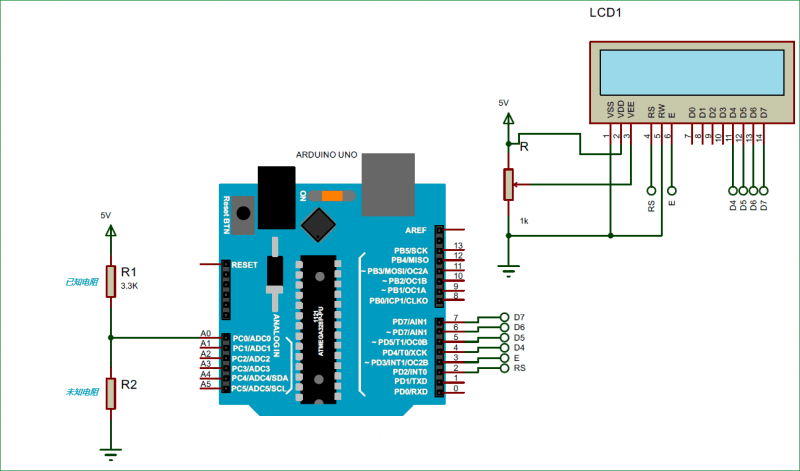 LCD1
VSS
VDD
VEE
RS
RW
E
D0
D1
D2
D3
D4
D5
D6
D7
1
2
3
4
5
6
7
8
9
10
11
12
13
14
RS
E
D4
D5
D6
D7
5V
R
1k
ARDUINO UNO
ON
Reset BTN
RESET
ANALOG IN
AREF
PB5/SCK 13
PB4/MISO 12
~PB3/MOSI/OC2A 11
~ PB2/OC1B 10
~ PB1/OC1A 9
PB0/ICP1/CLKO 8
PD7/AIN1 7
~ PD7/AIN1 6
~ PD5/T1/OC0B 5
PD4/T0/XCK 4
~ PD3/INT1/OC2B 3
PD2/INT0 2
PD1/TXD 1
PD0/RXD 0
D7
D6
D5
D4
E
RS
A0 PC0/ADC0
A1 PC1/ADC1
A2 PC2/ADC2
A3 PC3/ADC3
A4 PC4/ADC4/SDA
A5 PC5/ADC5/SCL
5V
R1
3.3K
已知电阻
R2
未知电阻